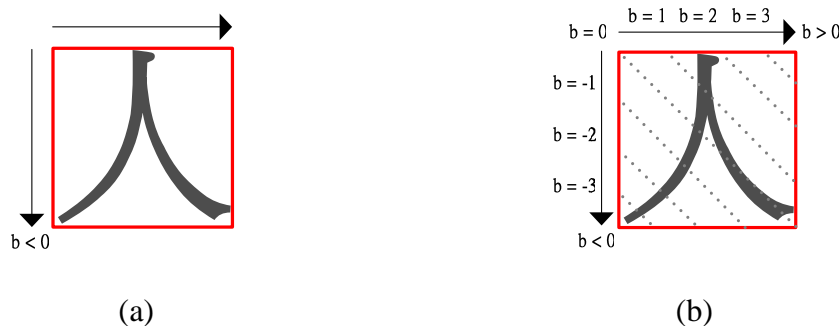 b < 0
(a)
b = 0 b = 1 b = 2 b = 3 b > 0
b = -1
b = -2
b = -3
b < 0
(b)
人
人